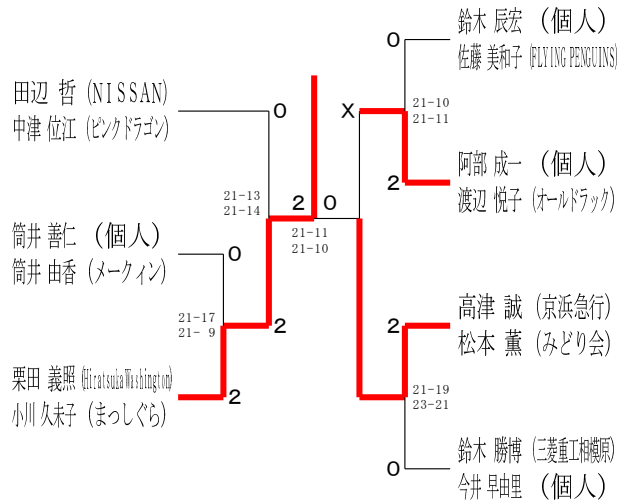 田辺 哲 (NISSAN)
中津 位江 (ピンクドラゴン)
0
21-13
21-14
筒井 善仁 (個人)
筒井 由香 (メークィン)
0
21-17
21- 9
栗田 義照 (Hiratsuka Washington)
小川 久未子 (まっしぐら)
2
2
2
0
21-11
21-10
鈴木 辰宏 (個人)
佐藤 美和子 (FLYING PENGUINS)
0
X
21-10
21-11
阿部 成一 (個人)
渡辺 悦子 (オールドラック)
2
高津 誠 (京浜急行)
松本 薫 (みどり会)
2
21-19
23-21
鈴木 勝博 (三菱重工相模原)
今井 早由里 (個人)
0